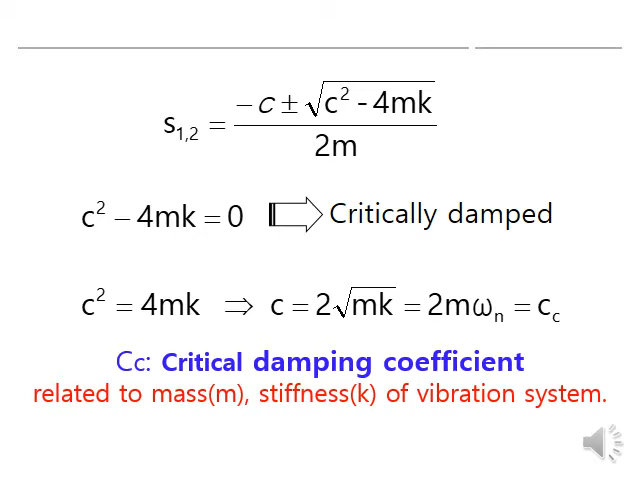 s₁,₂ = (−c ± √(c² - 4mk)) / 2m
c² − 4mk = 0 Critically damped
c² = 4mk ⇒ c = 2√mk = 2mωₙ = c_c
Cc: Critical damping coefficient
related to mass(m), stiffness(k) of vibration system.